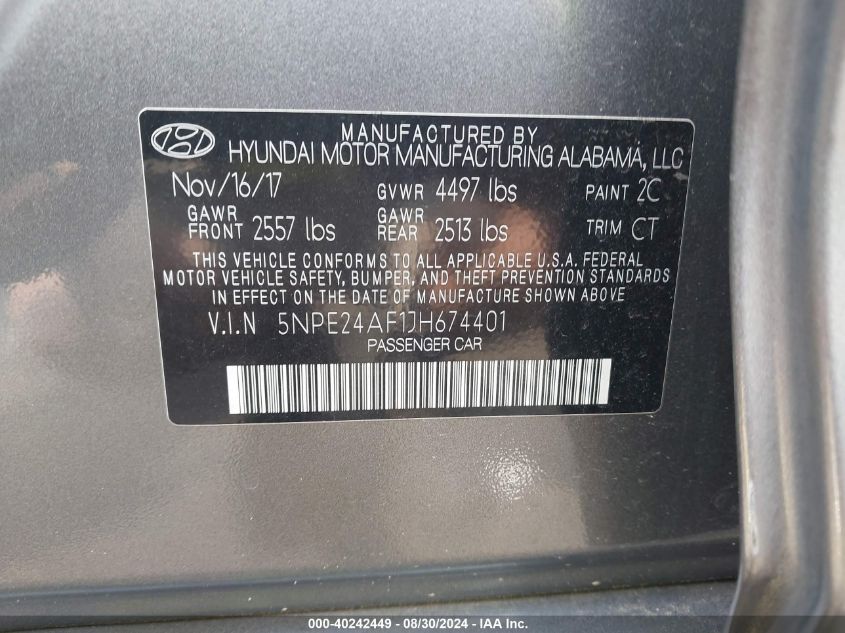 MANUFACTURED BY
HYUNDAI MOTOR MANUFACTURING ALABAMA, LLC
Nov/16/17 GVWR 4497 lbs PAINT 2C
GAWR FRONT 2557 lbs GAWR REAR 2513 lbs TRIM CT
THIS VEHICLE CONFORMS TO ALL APPLICABLE U.S.A. FEDERAL
MOTOR VEHICLE SAFETY, BUMPER, AND THEFT PREVENTION STANDARDS
IN EFFECT ON THE DATE OF MANUFACTURE SHOWN ABOVE
V.I.N 5NPE24AF1JH674401
PASSENGER CAR
000-40242449 - 08/30/2024 - IAA Inc.